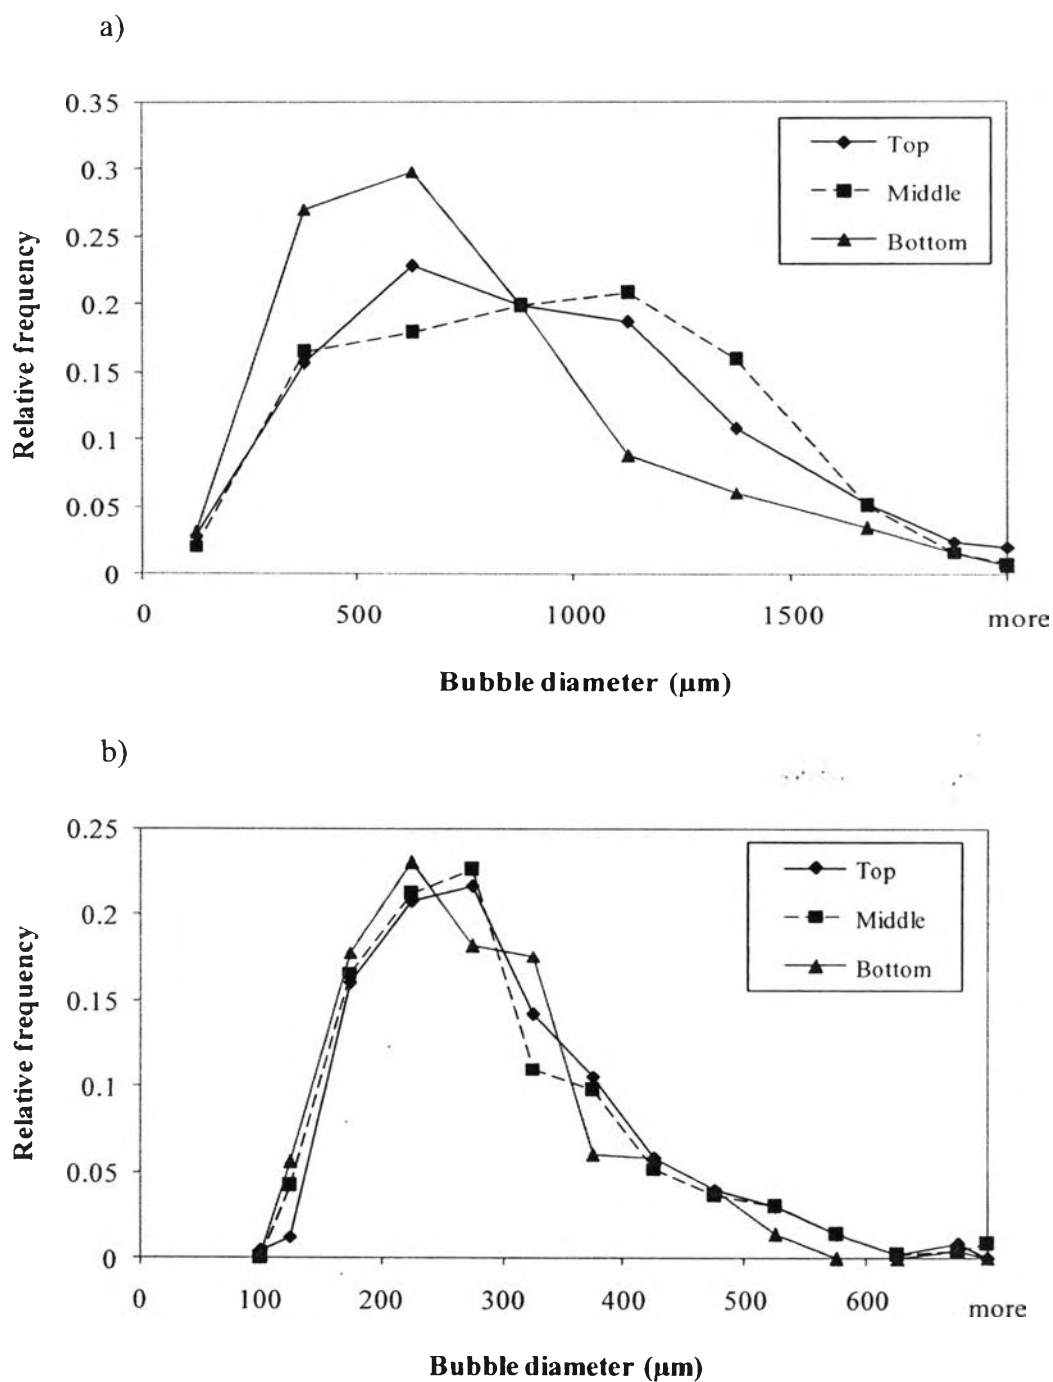 a)
0.35
0.3
0.25
0.2
0.15
0.1
0.05
0
Relative frequency
Top
Middle
Bottom
0 500 1000 1500 more
Bubble diameter (µm)
b)
0.25
0.2
0.15
0.1
0.05
0
Relative frequency
Top
Middle
Bottom
0 100 200 300 400 500 600 more
Bubble diameter (µm)